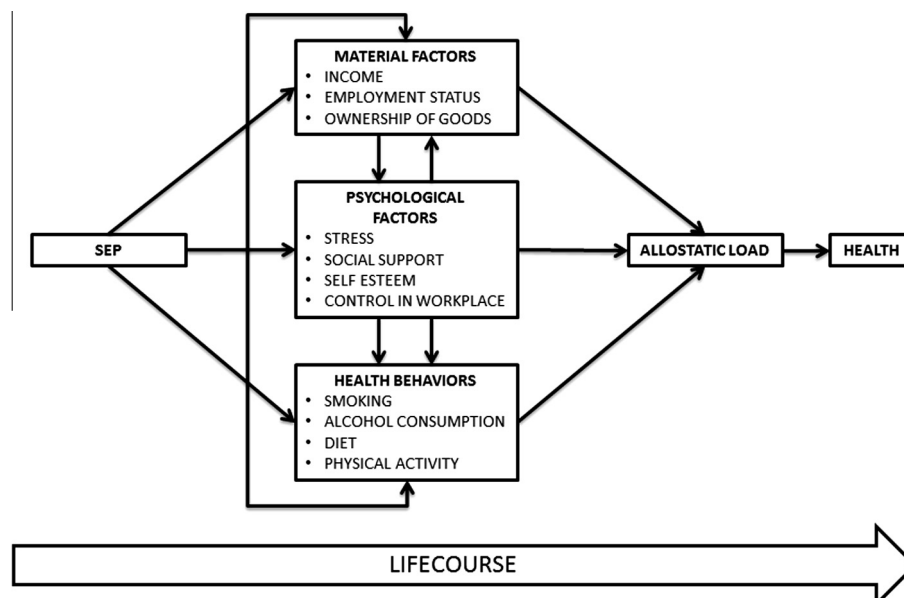 MATERIAL FACTORS
• INCOME
• EMPLOYMENT STATUS
• OWNERSHIP OF GOODS
PSYCHOLOGICAL
FACTORS
• STRESS
• SOCIAL SUPPORT
• SELF ESTEEM
• CONTROL IN WORKPLACE
SEP
ALLOSTATIC LOAD
HEALTH
HEALTH BEHAVIORS
• SMOKING
• ALCOHOL CONSUMPTION
• DIET
• PHYSICAL ACTIVITY
LIFECOURSE